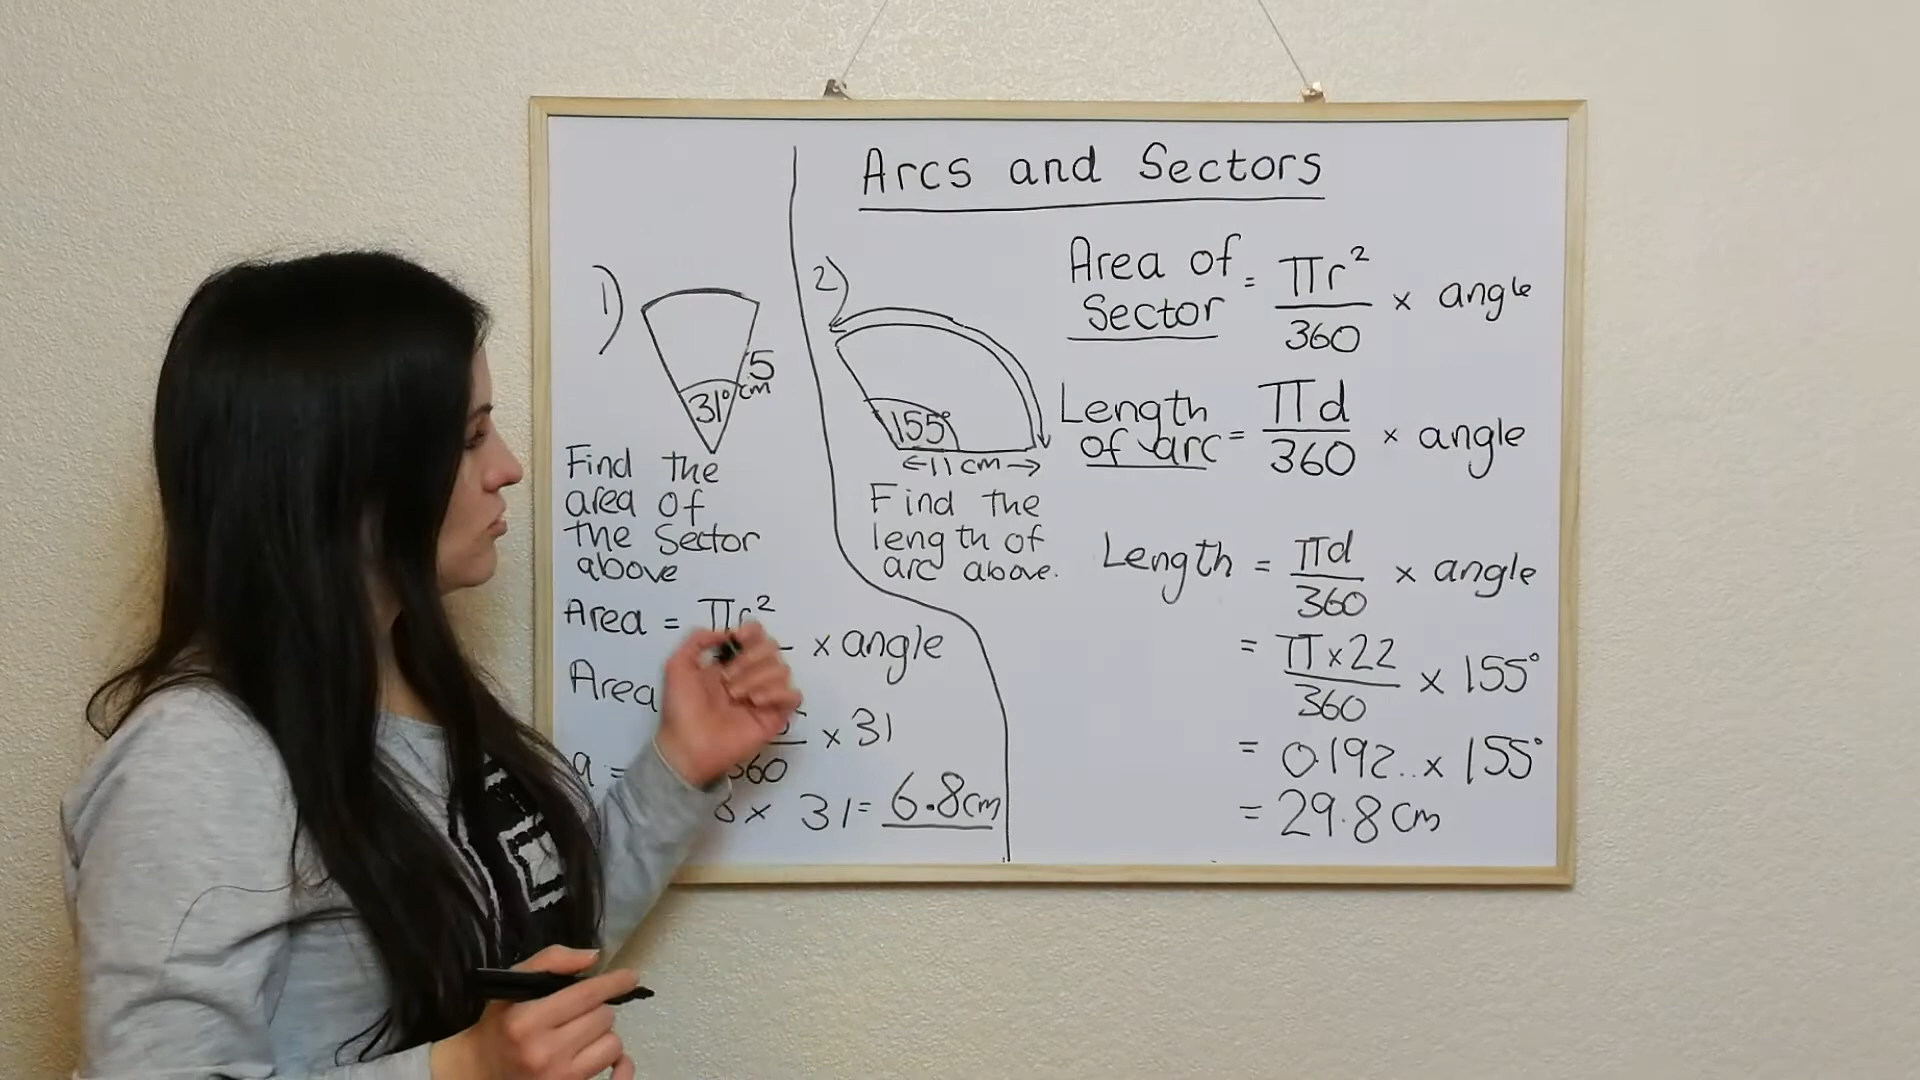 Arcs and Sectors
1)
5
cm
31°
Find the
area of
the Sector
above
Area = πr²
x angle
Area
x 31
a =
360
8 x 31 = 6.8cm
2)
155°
←11cm→
Find the
length of
arc above.
Area of Sector = πr²/360 x angle
Length of arc = πd/360 x angle
Length = πd/360 x angle
= π x 22/360 x 155°
= 0.192.. x 155°
= 29.8cm